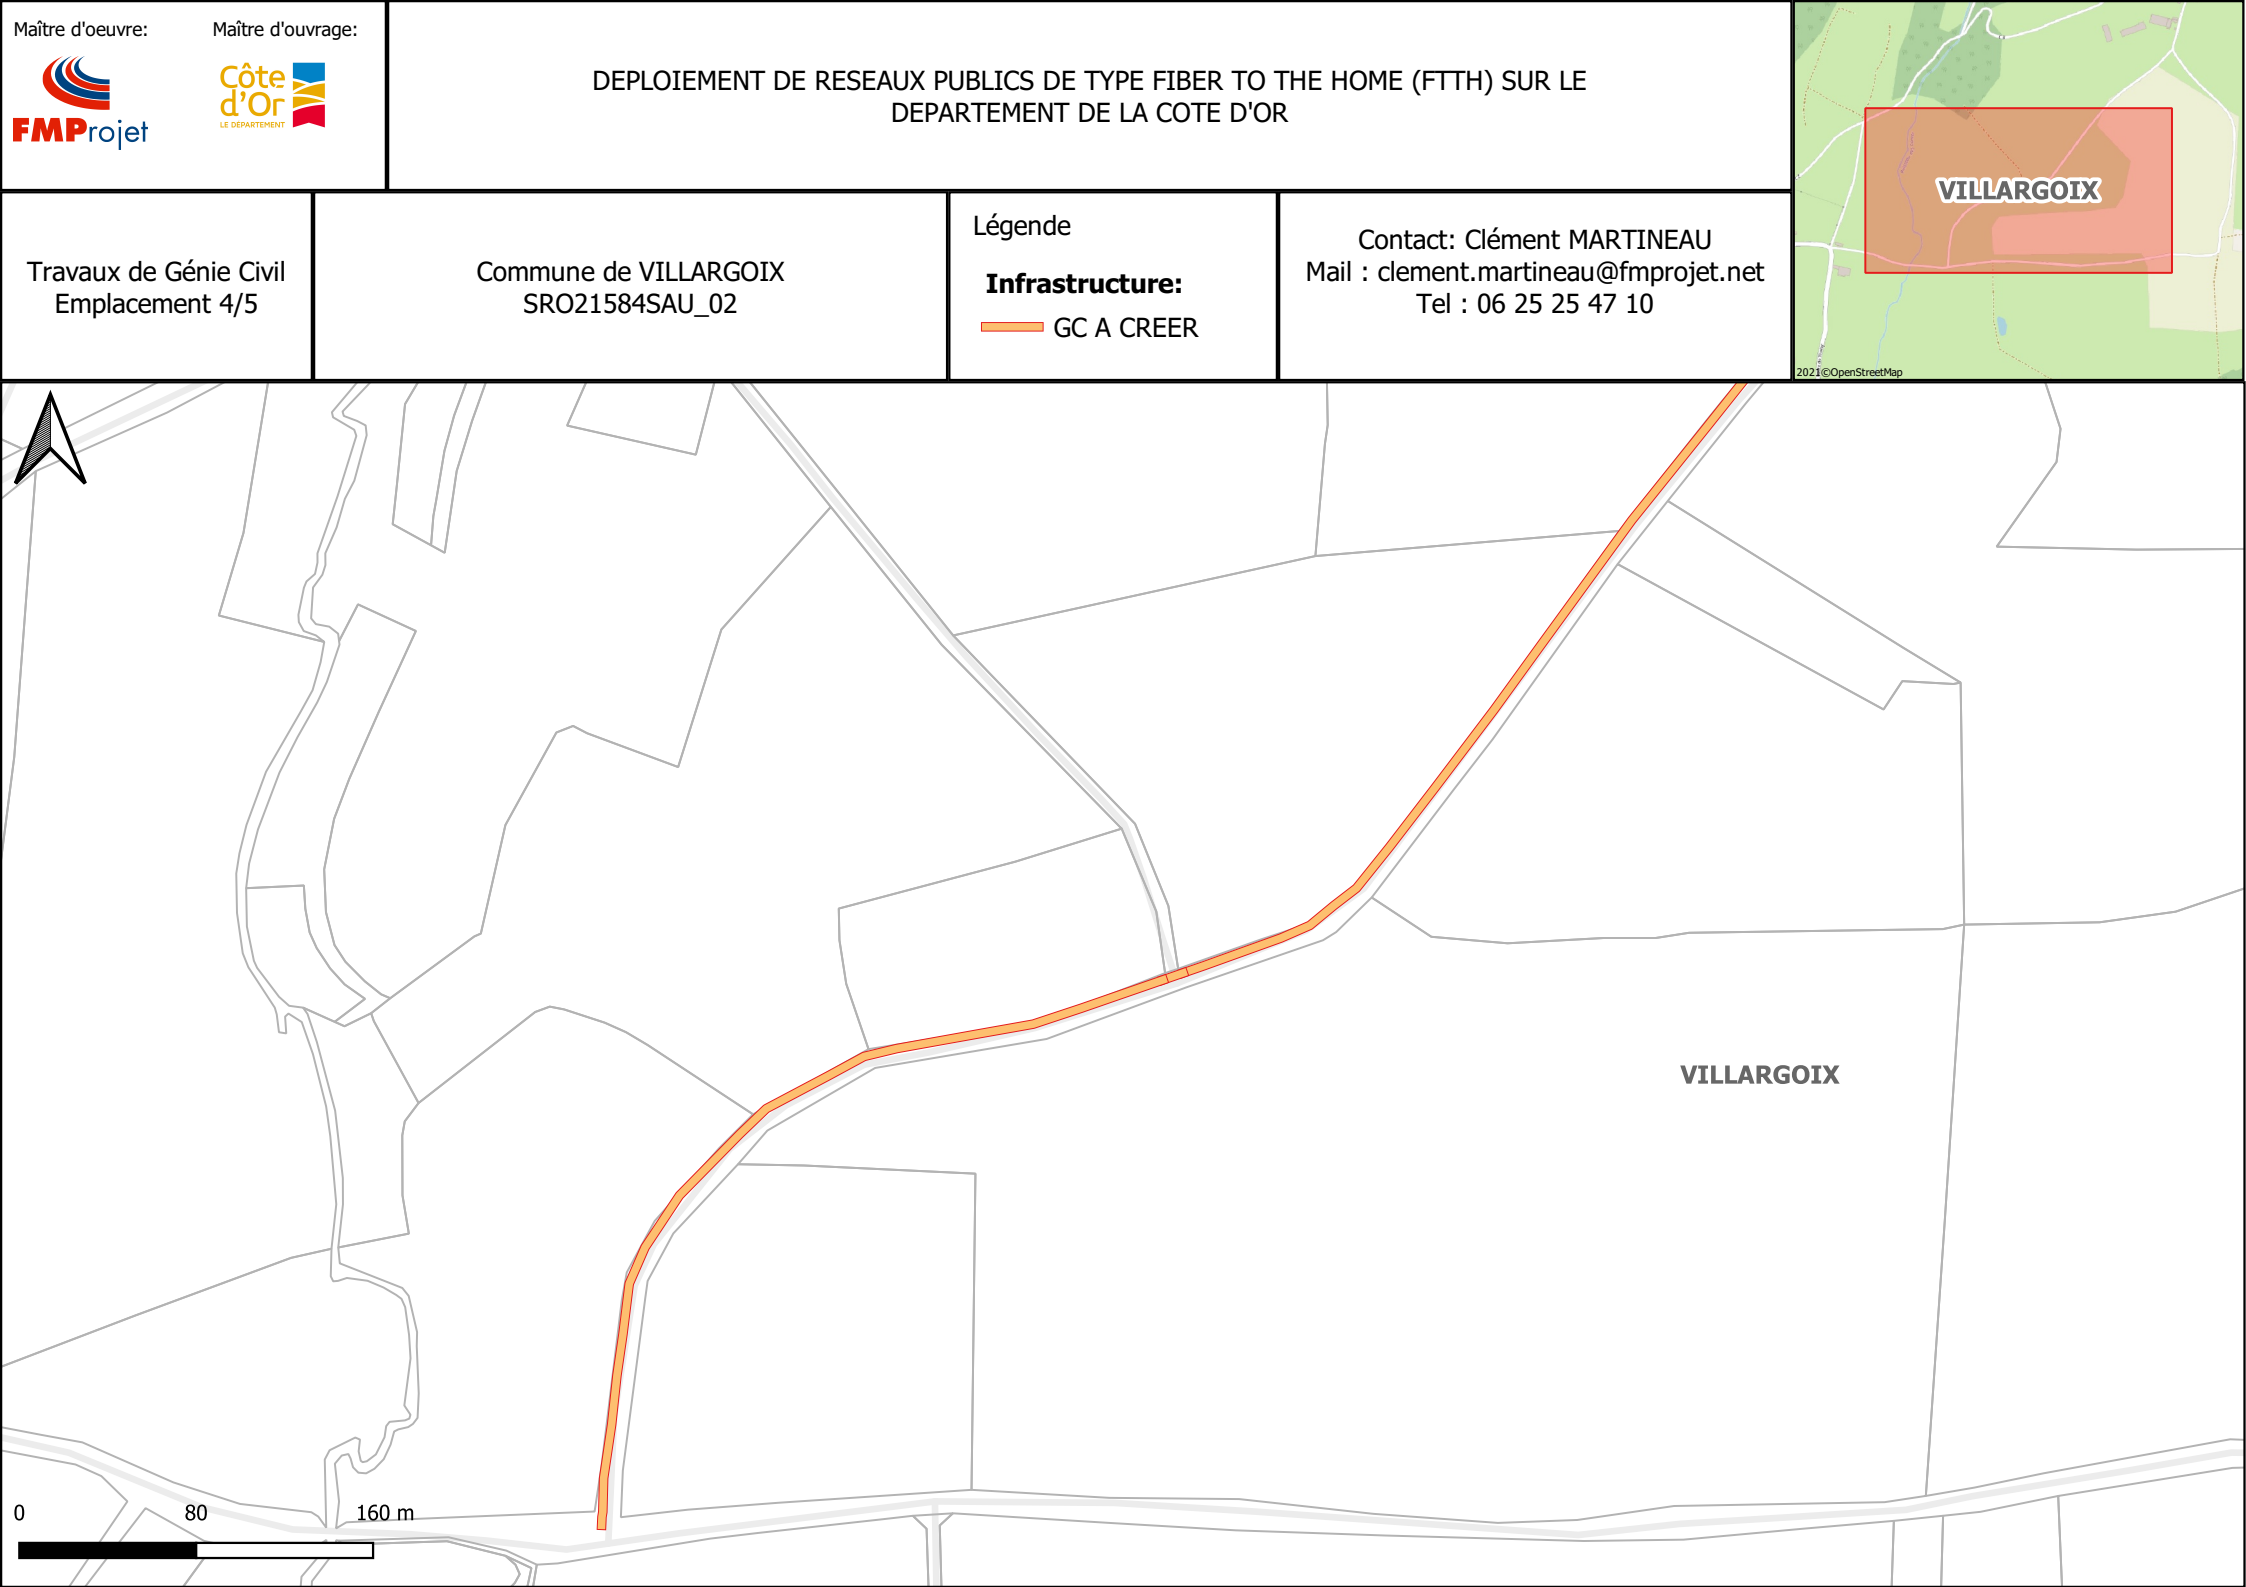 Maître d'oeuvre:
Maître d'ouvrage:
FMProjet
Côte
d'Or
LE DÉPARTEMENT
DEPLOIEMENT DE RESEAUX PUBLICS DE TYPE FIBER TO THE HOME (FTTH) SUR LE
DEPARTEMENT DE LA COTE D'OR
Travaux de Génie Civil
Emplacement 4/5
Commune de VILLARGOIX
SRO21584SAU_02
Légende
Infrastructure:
GC A CREER
Contact: Clément MARTINEAU
Mail : clement.martineau@fmprojet.net
Tel : 06 25 25 47 10
VILLARGOIX
2021©OpenStreetMap
VILLARGOIX
0 80 160 m